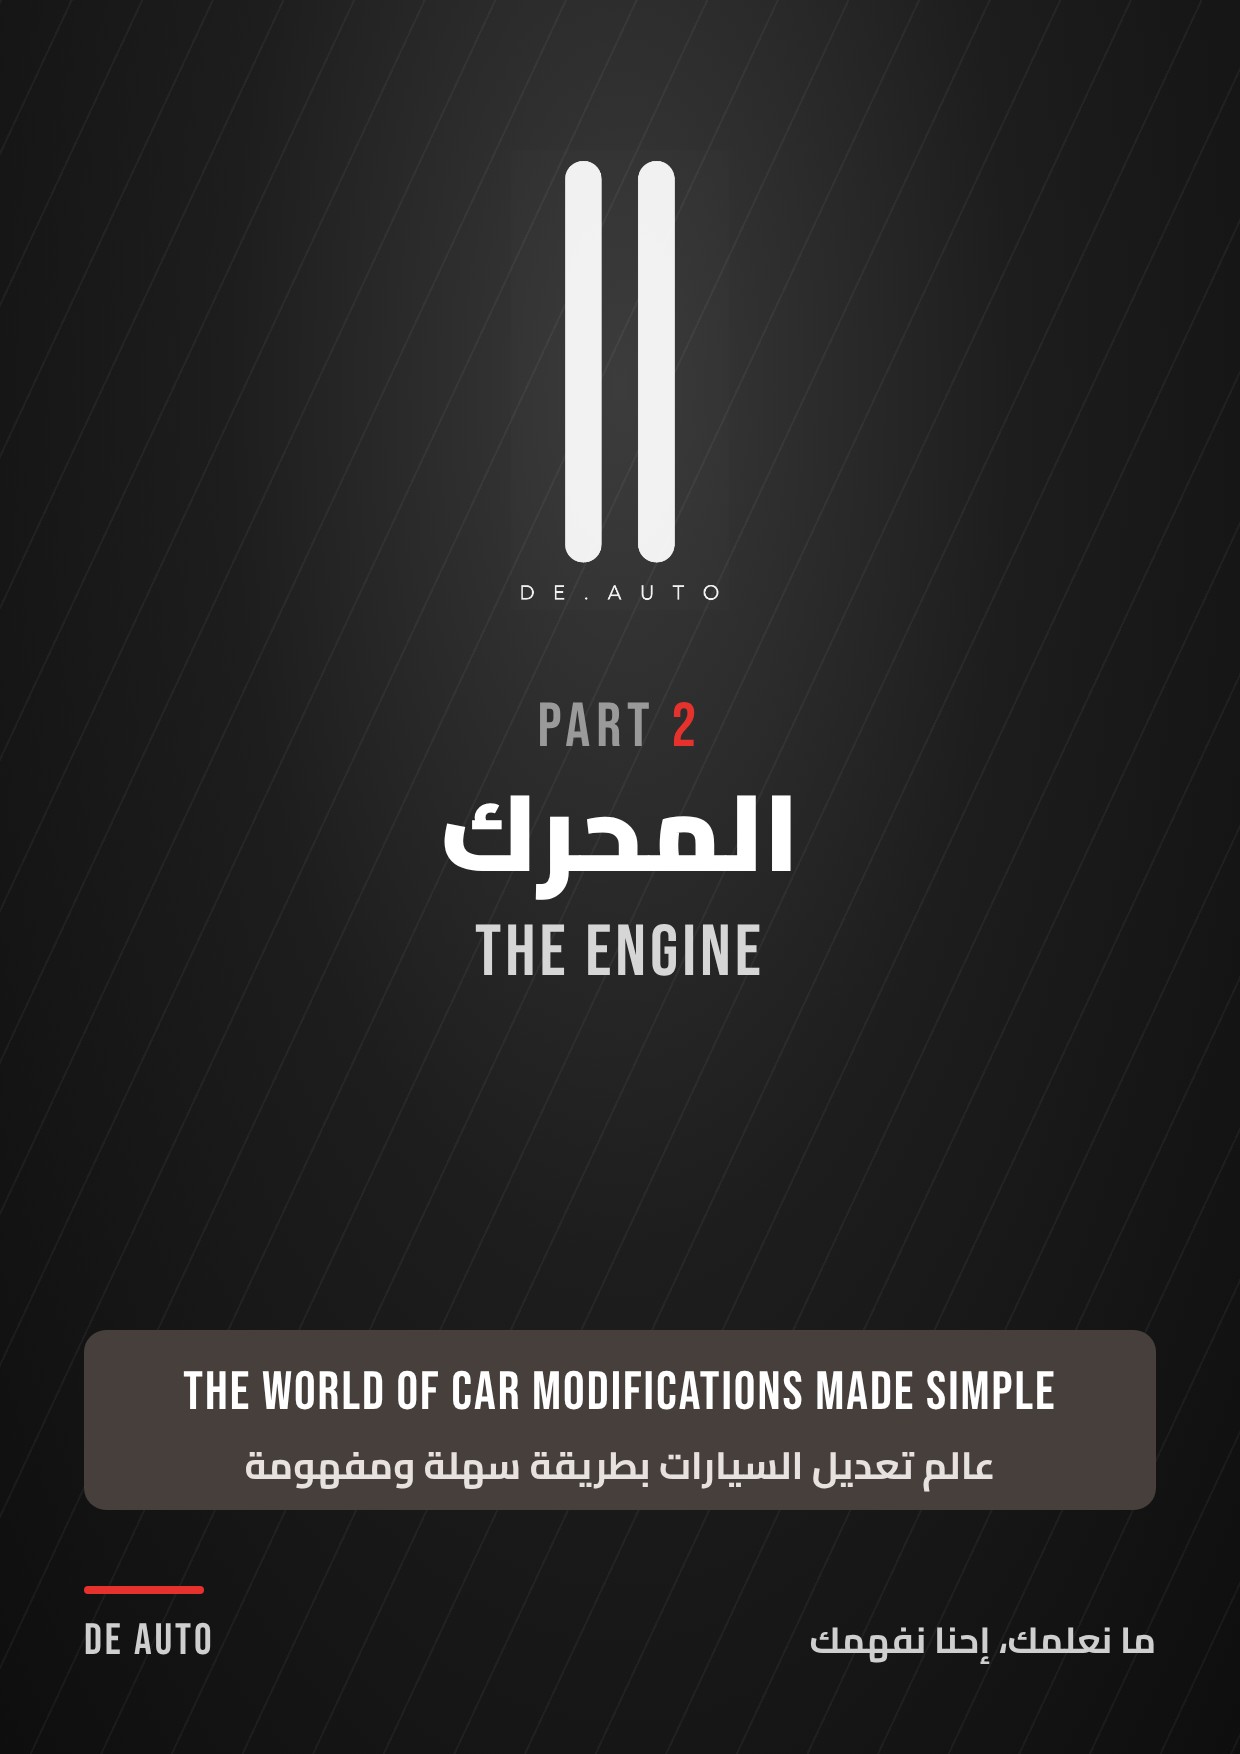 DE.AUTO
PART 2
المحرك
THE ENGINE
THE WORLD OF CAR MODIFICATIONS MADE SIMPLE
عالم تعديل السيارات بطريقة سهلة ومفهومة
DE AUTO
ما نعلمك، إحنا نفهمك